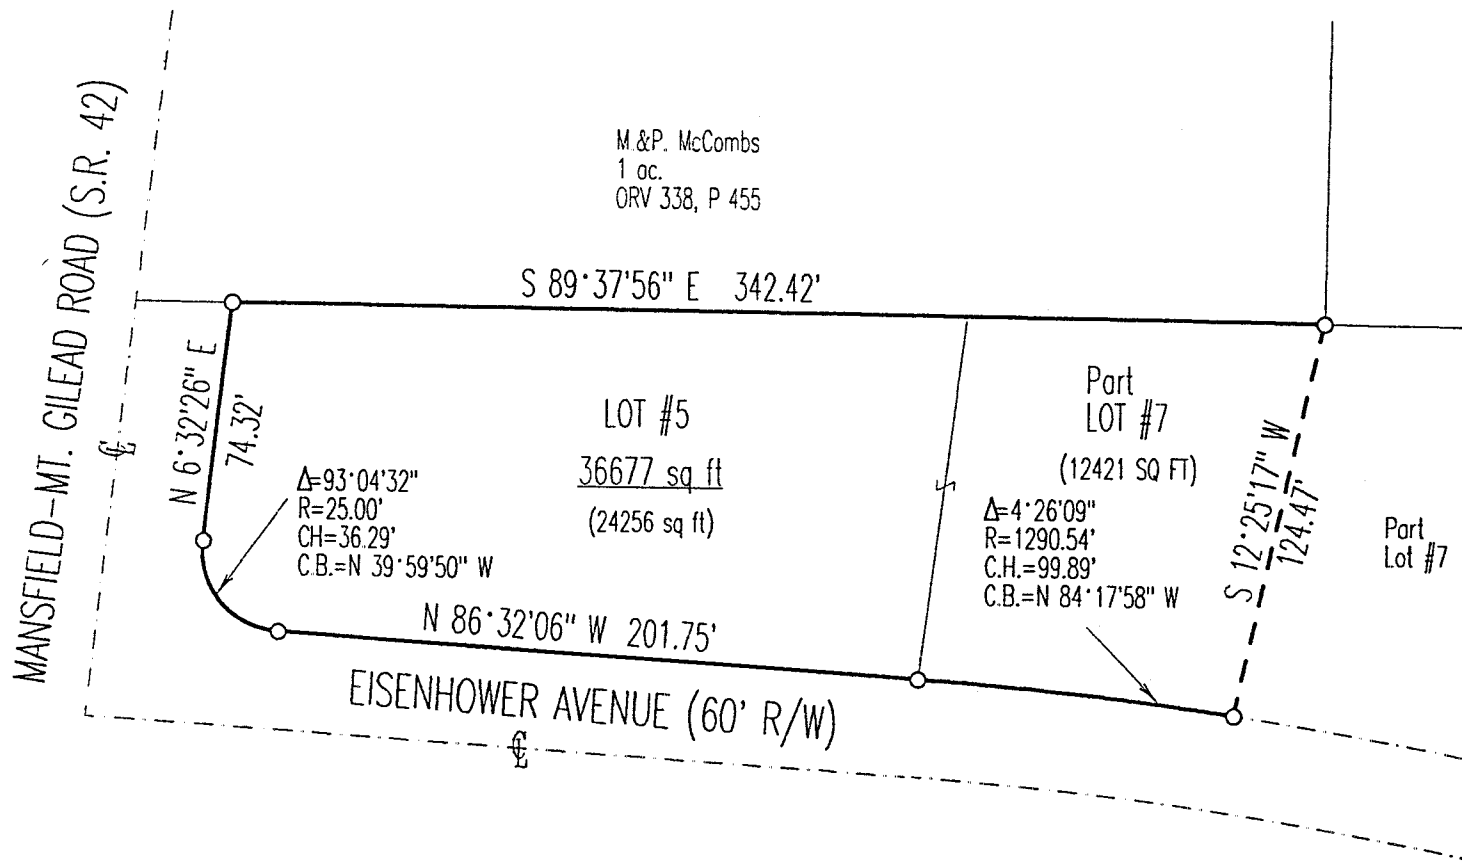 MANSFIELD-MT. GILEAD ROAD (S.R. 42)
M.&P. McCombs
1 ac.
ORV 338, P 455
S 89°37'56" E 342.42'
N 6°32'26" E
74.32'
LOT #5
36677 sq ft
(24256 sq ft)
Δ=93°04'32"
R=25.00'
CH=36.29'
C.B.=N 39°59'50" W
N 86°32'06" W 201.75'
Part
LOT #7
(12421 SQ FT)
Δ=4°26'09"
R=1290.54'
C.H.=99.89'
C.B.=N 84°17'58" W
S 12°25'17" W
124.47'
Part
Lot #7
EISENHOWER AVENUE (60' R/W)
℄
℄